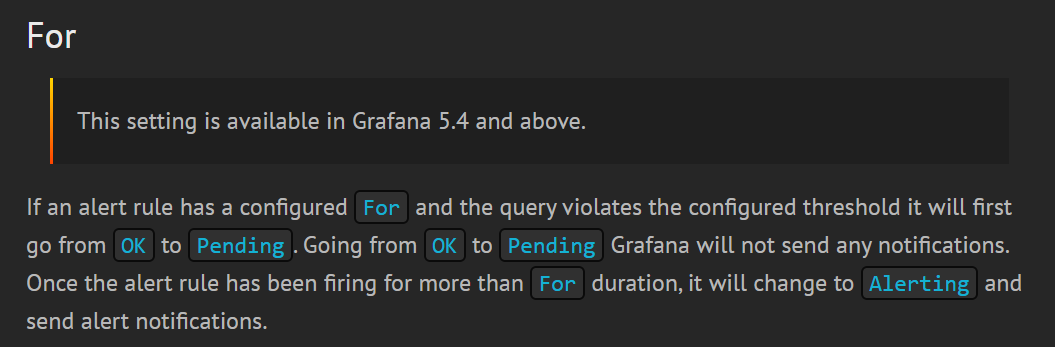 For
This setting is available in Grafana 5.4 and above.
If an alert rule has a configured For and the query violates the configured threshold it will first
go from OK to Pending. Going from OK to Pending Grafana will not send any notifications.
Once the alert rule has been firing for more than For duration, it will change to Alerting and
send alert notifications.